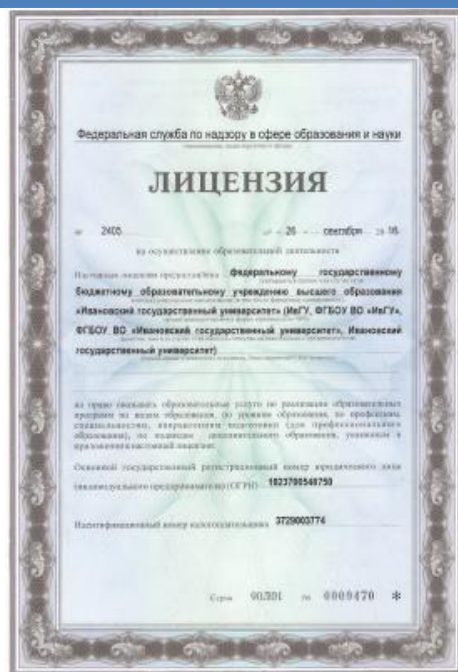 Федеральная служба по надзору в сфере образования и науки
ЛИЦЕНЗИЯ
№ 2405 от « 26 » сентября 20 16
на осуществление образовательной деятельности
Настоящая лицензия предоставлена федеральному государственному
бюджетному образовательному учреждению высшего образования
«Ивановский государственный университет» (ИвГУ, ФГБОУ ВО «ИвГУ»,
ФГБОУ ВО «Ивановский государственный университет», Ивановский
государственный университет)
на право оказывать образовательные услуги по реализации образовательных
программ по видам образования, по уровням образования, по профессиям,
специальностям, направлениям подготовки (для профессионального
образования), по подвидам дополнительного образования, указанным в
приложении к настоящей лицензии.
Основной государственный регистрационный номер юридического лица
(индивидуального предпринимателя) (ОГРН)
Идентификационный номер налогоплательщика 3729003774
Серия 90Л01 № 0009470 *